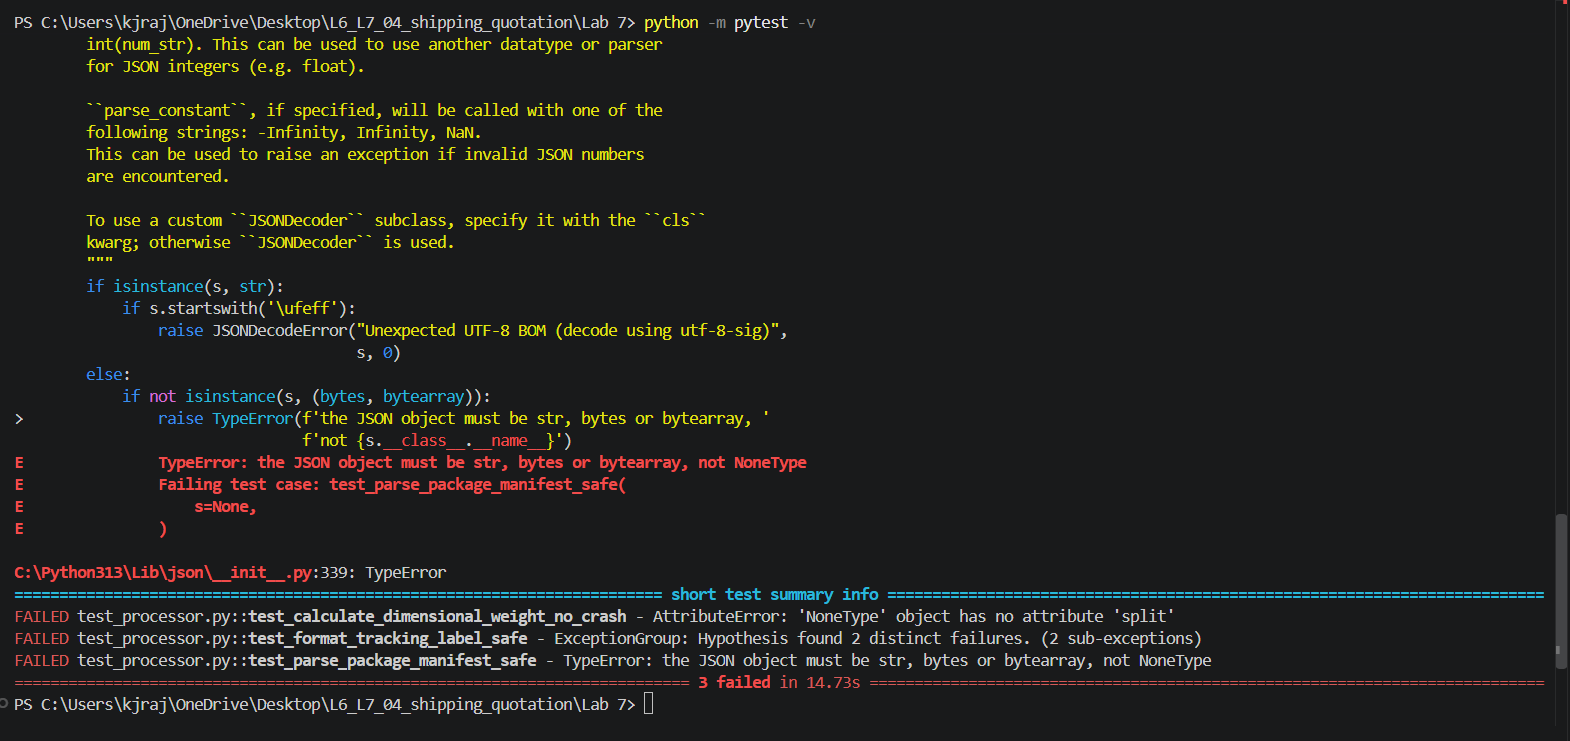 PS C:\Users\kjraj\OneDrive\Desktop\L6_L7_04_shipping_quotation\Lab 7> python -m pytest -v
        int(num_str). This can be used to use another datatype or parser
        for JSON integers (e.g. float).

        ``parse_constant``, if specified, will be called with one of the
        following strings: -Infinity, Infinity, NaN.
        This can be used to raise an exception if invalid JSON numbers
        are encountered.

        To use a custom ``JSONDecoder`` subclass, specify it with the ``cls``
        kwarg; otherwise ``JSONDecoder`` is used.
        """
        if isinstance(s, str):
            if s.startswith('\ufeff'):
                raise JSONDecodeError("Unexpected UTF-8 BOM (decode using utf-8-sig)",
                                      s, 0)
        else:
            if not isinstance(s, (bytes, bytearray)):
>               raise TypeError(f'the JSON object must be str, bytes or bytearray, '
                                f'not {s.__class__.__name__}')
E               TypeError: the JSON object must be str, bytes or bytearray, not NoneType
E               Failing test case: test_parse_package_manifest_safe(
E                   s=None,
E               )

C:\Python313\Lib\json\__init__.py:339: TypeError
======================================================================== short test summary info =========================================================================
FAILED test_processor.py::test_calculate_dimensional_weight_no_crash - AttributeError: 'NoneType' object has no attribute 'split'
FAILED test_processor.py::test_format_tracking_label_safe - ExceptionGroup: Hypothesis found 2 distinct failures. (2 sub-exceptions)
FAILED test_processor.py::test_parse_package_manifest_safe - TypeError: the JSON object must be str, bytes or bytearray, not NoneType
=========================================================================== 3 failed in 14.73s ===========================================================================
PS C:\Users\kjraj\OneDrive\Desktop\L6_L7_04_shipping_quotation\Lab 7>